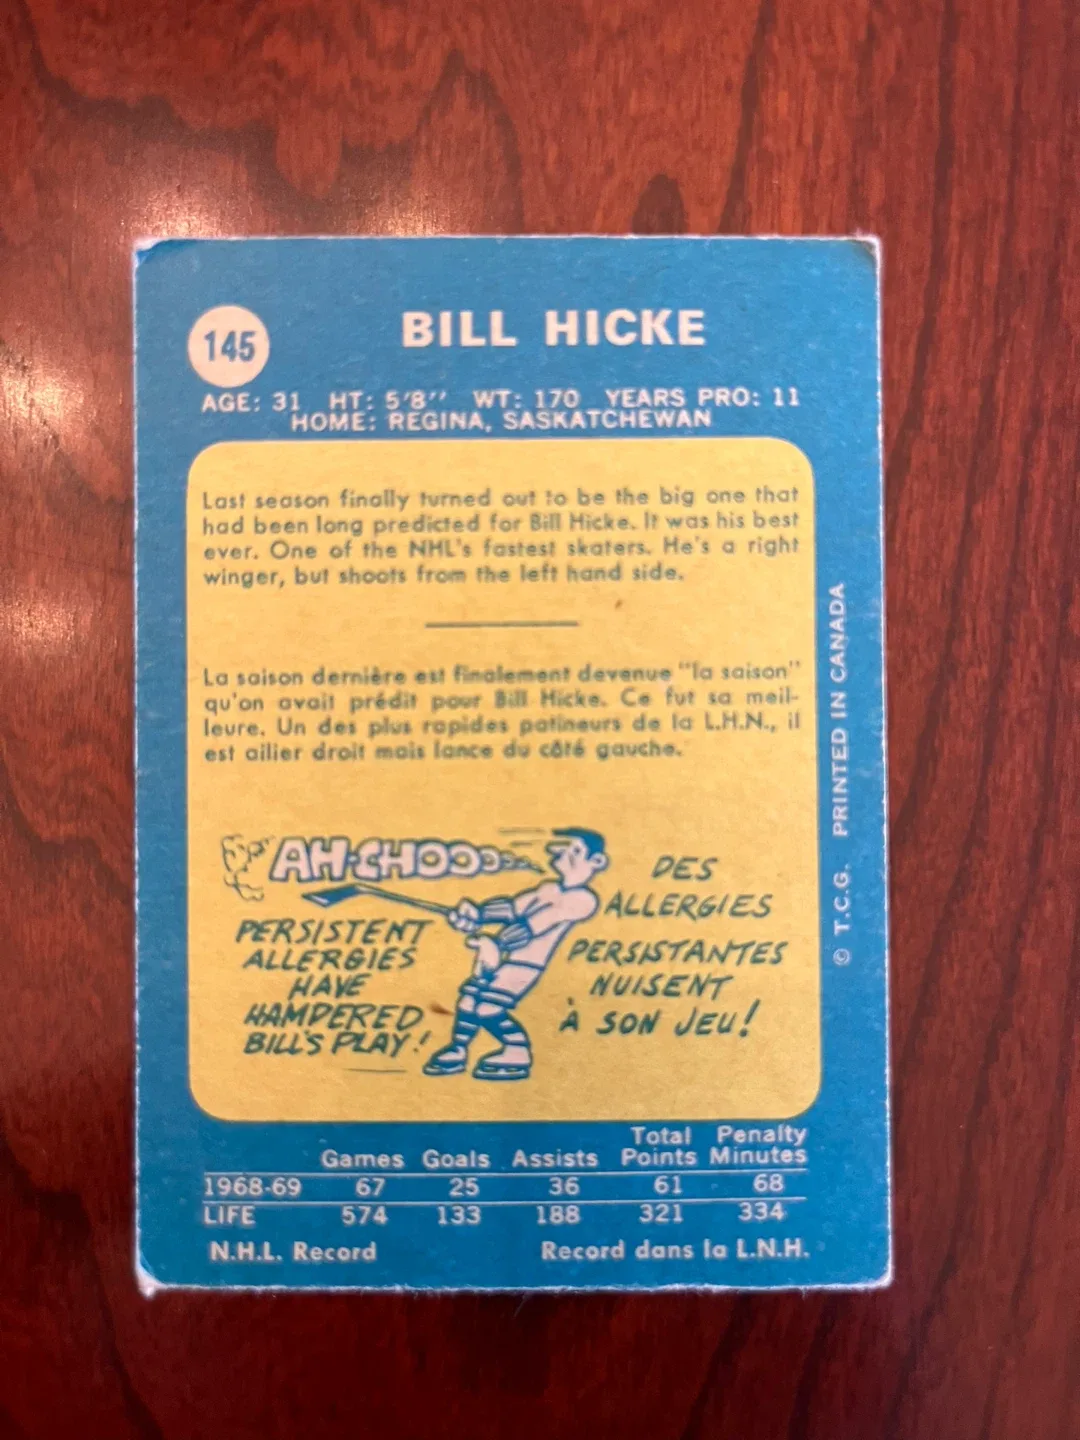 145
BILL HICKE
AGE: 31 HT: 5'8'' WT: 170 YEARS PRO: 11
HOME: REGINA, SASKATCHEWAN
Last season finally turned out to be the big one that
had been long predicted for Bill Hicke. It was his best
ever. One of the NHL's fastest skaters. He's a right
winger, but shoots from the left hand side.
La saison dernière est finalement devenue "la saison"
qu'on avait prédit pour Bill Hicke. Ce fut sa meil-
leure. Un des plus rapides patineurs de la L.H.N., il
est ailier droit mais lance du côté gauche.
AH-CHOOOOO
PERSISTENT
ALLERGIES
HAVE
HAMPERED
BILL'S PLAY!
DES
ALLERGIES
PERSISTANTES
NUISENT
À SON JEU!
© T.C.G. PRINTED IN CANADA
Games Goals Assists Total Points Penalty Minutes
1968-69 67 25 36 61 68
LIFE 574 133 188 321 334
N.H.L. Record Record dans la L.N.H.